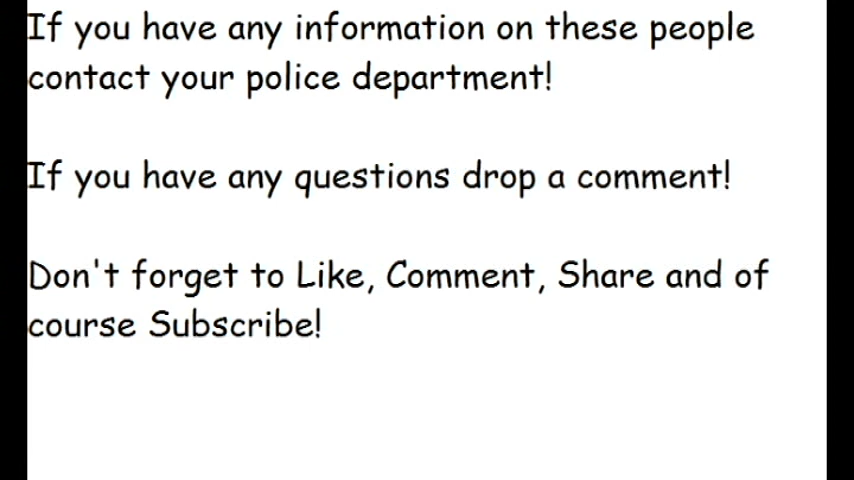 If you have any information on these people
contact your police department!
If you have any questions drop a comment!
Don't forget to Like, Comment, Share and of
course Subscribe!